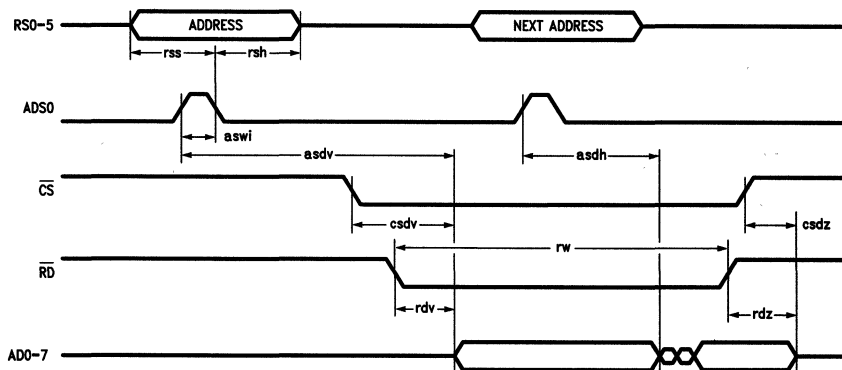 RS0-5
ADDRESS
NEXT ADDRESS
rss
rsh
ADS0
aswi
asdv
asdh
CS
csdv
csdz
rw
RD
rdv
rdz
AD0-7